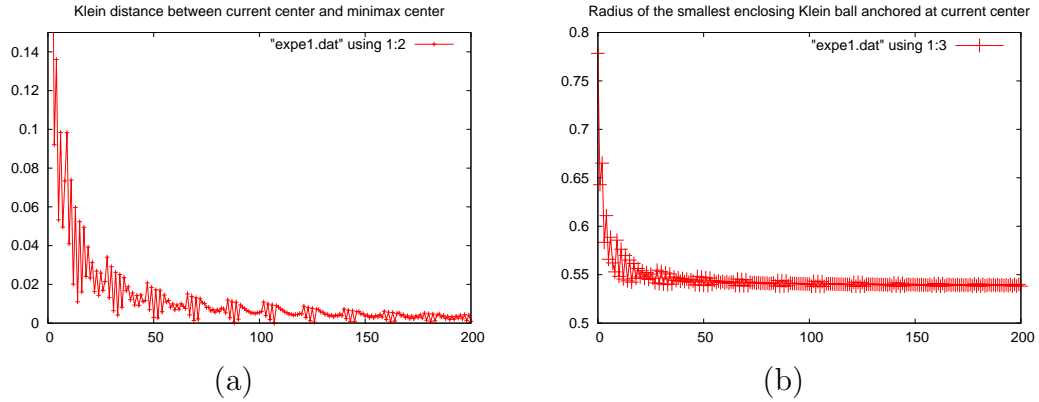 Klein distance between current center and minimax center
"expe1.dat" using 1:2
0.14
0.12
0.1
0.08
0.06
0.04
0.02
0
0 50 100 150 200
(a)
Radius of the smallest enclosing Klein ball anchored at current center
"expe1.dat" using 1:3
0.8
0.75
0.7
0.65
0.6
0.55
0.5
0 50 100 150 200
(b)